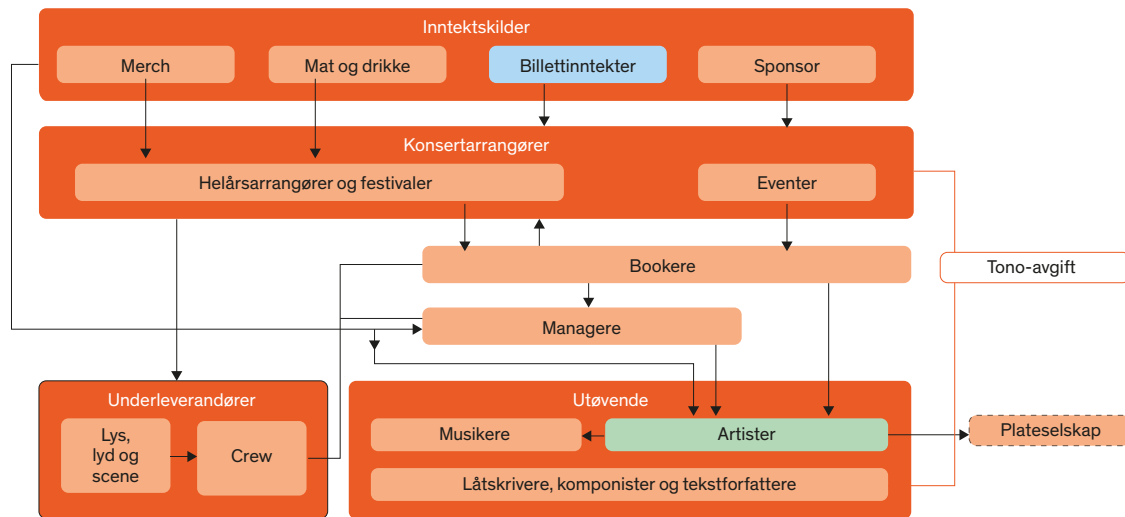 Inntektskilder
Merch
Mat og drikke
Billettinntekter
Sponsor
Konsertarrangører
Helårsarrangører og festivaler
Eventer
Bookere
Tono-avgift
Managere
Underleverandører
Utøvende
Lys,
lyd og
scene
Crew
Musikere
Artister
Plateselskap
Låtskrivere, komponister og tekstforfattere